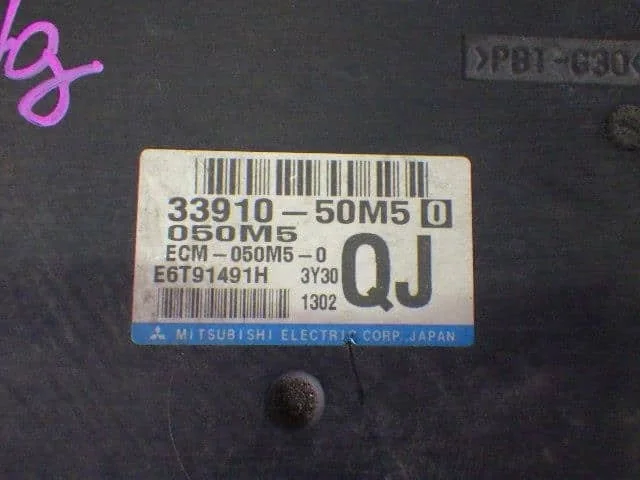 >PBT-G30<
33910-50M5 0
050M5
ECM-050M5-0
E6T91491H 3Y30
QJ
1302
MITSUBISHI ELECTRIC CORP. JAPAN